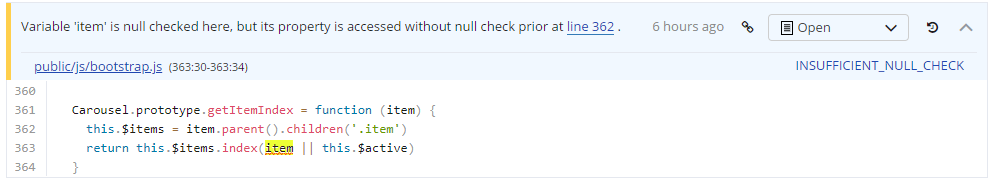 Variable 'item' is null checked here, but its property is accessed without null check prior at line 362 . 6 hours ago Open
public/js/bootstrap.js (363:30-363:34) INSUFFICIENT_NULL_CHECK
360
361 Carousel.prototype.getItemIndex = function (item) {
362 this.$items = item.parent().children('.item')
363 return this.$items.index(item || this.$active)
364 }